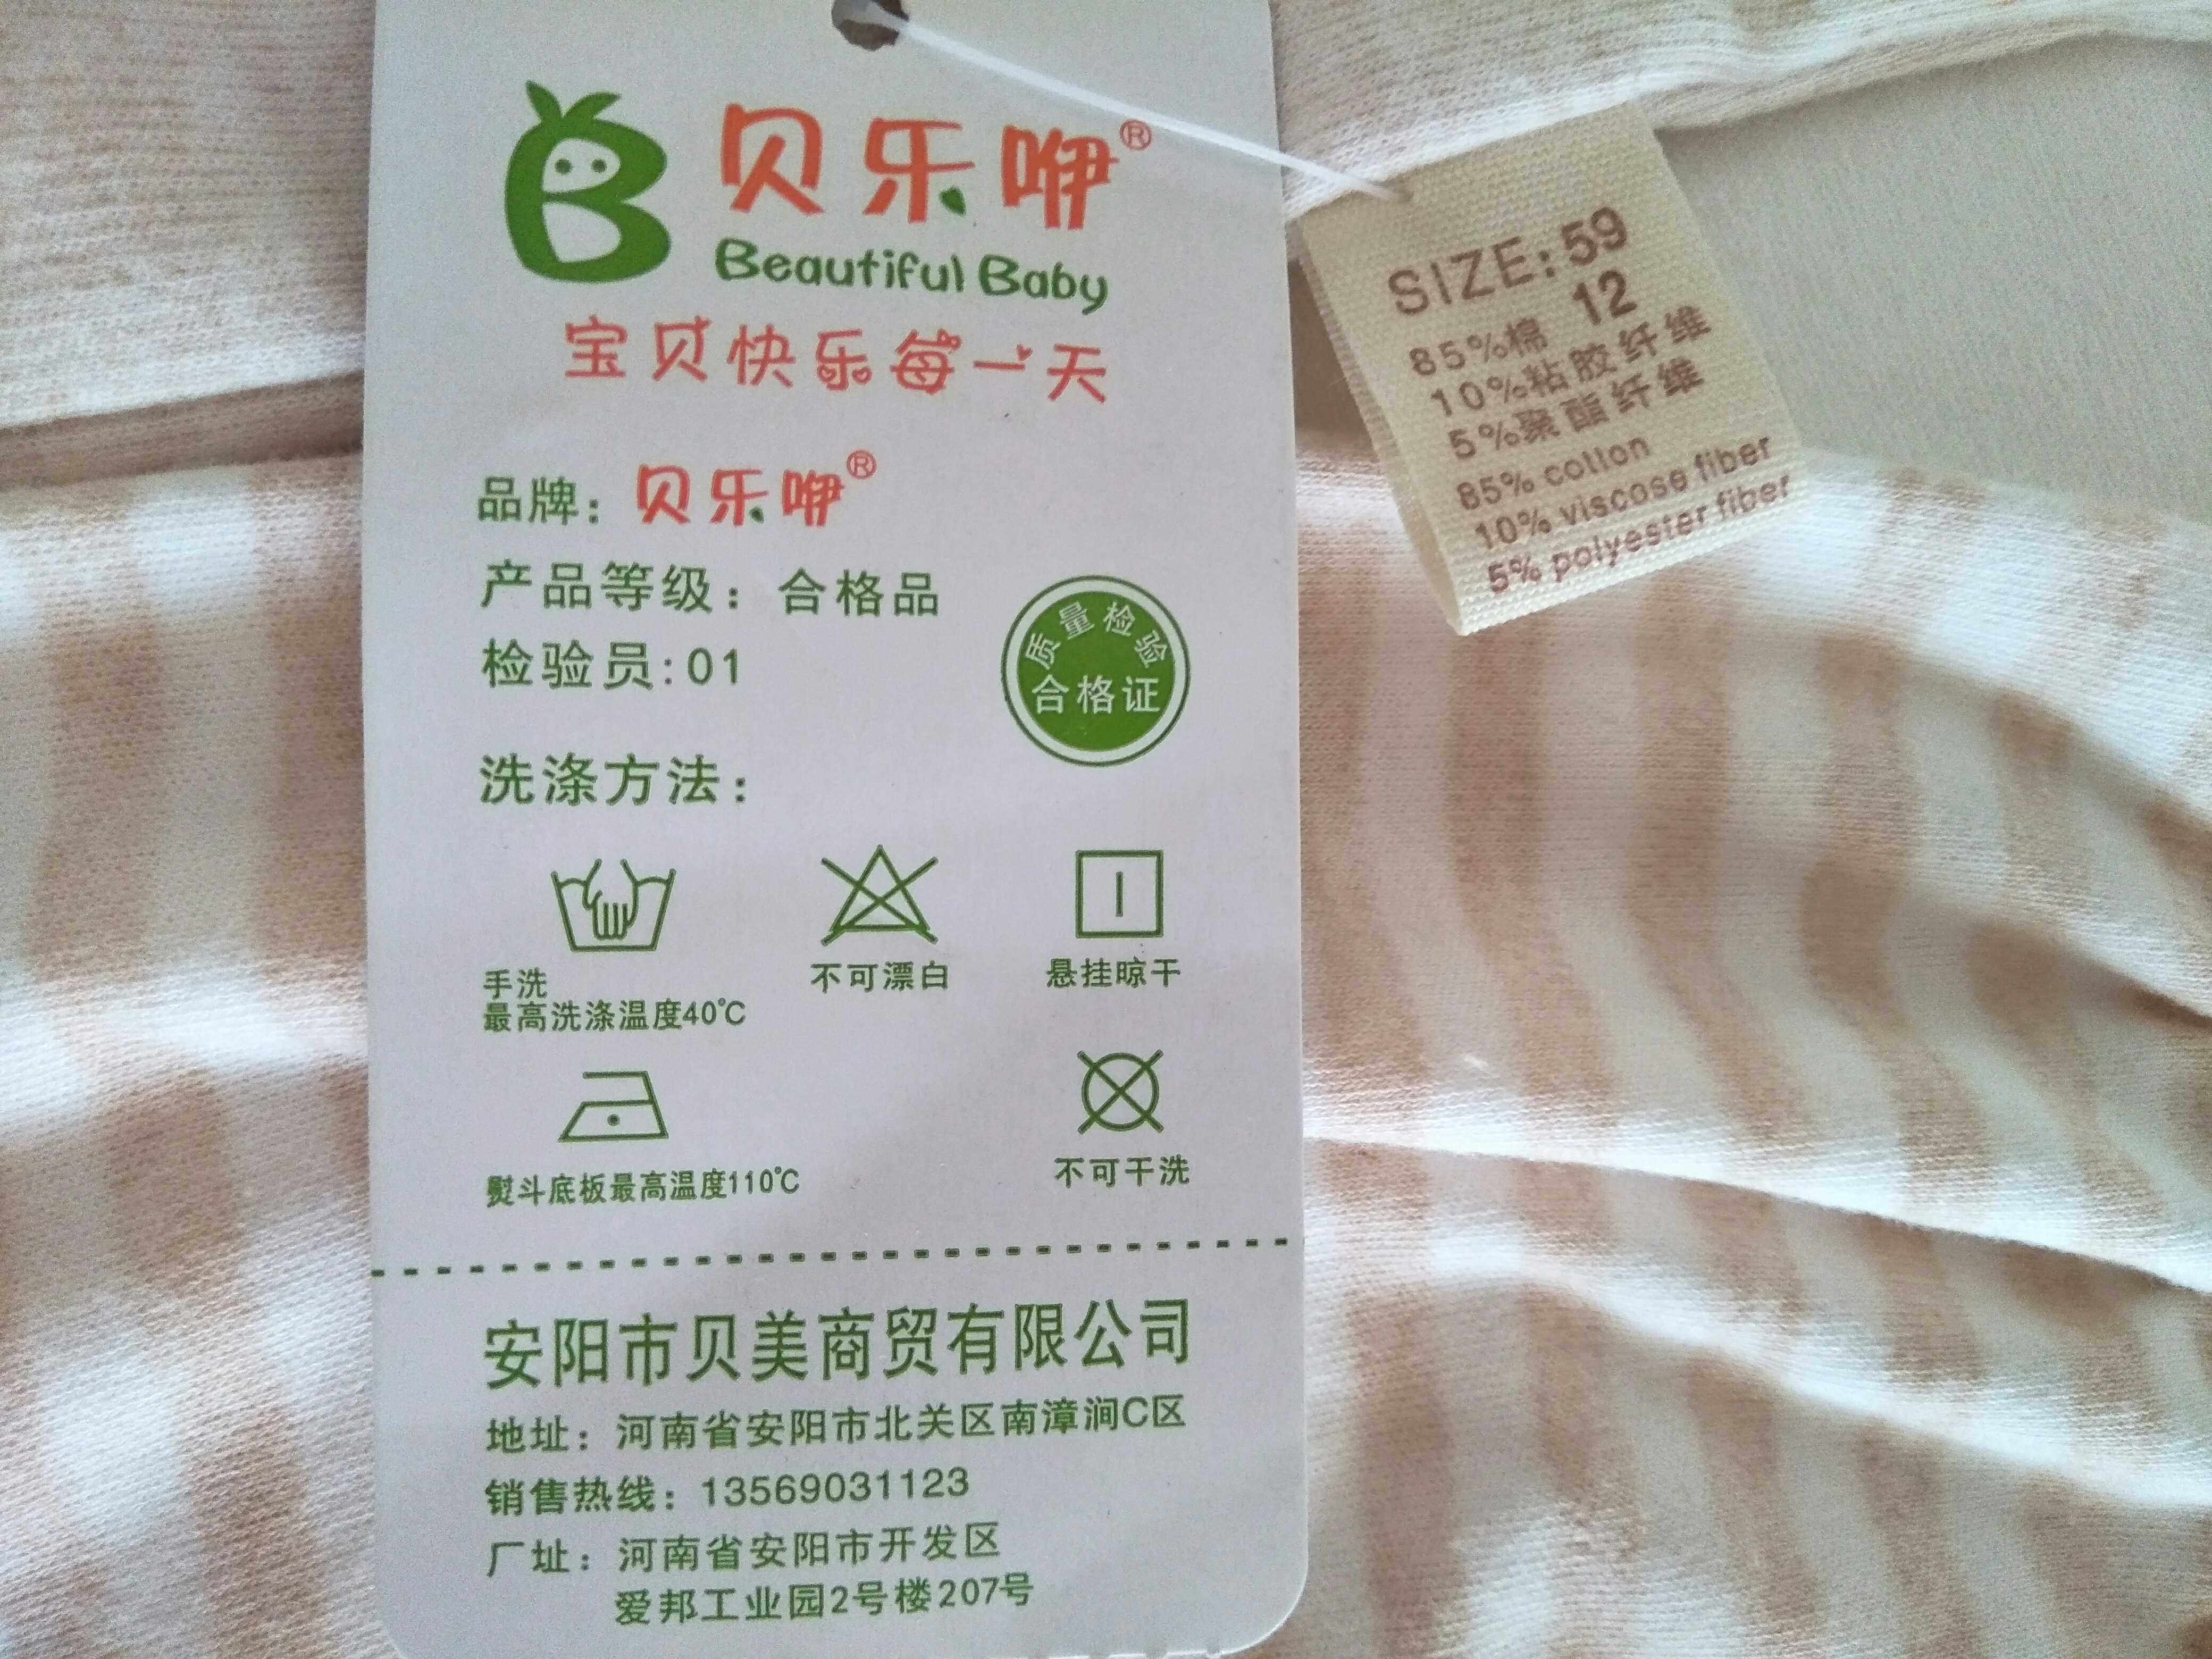 贝乐咿®
Beautiful Baby
宝贝快乐每一天
品牌：贝乐咿®
产品等级：合格品
检验员:01
质量检验
合格证
洗涤方法：
手洗
最高洗涤温度40℃
不可漂白
悬挂晾干
熨斗底板最高温度110℃
不可干洗
安阳市贝美商贸有限公司
地址：河南省安阳市北关区南漳涧C区
销售热线：13569031123
厂址：河南省安阳市开发区
爱邦工业园2号楼207号
SIZE:59
12
85%棉
10%粘胶纤维
5%聚酯纤维
85% cotton
10% viscose fiber
5% polyester fiber